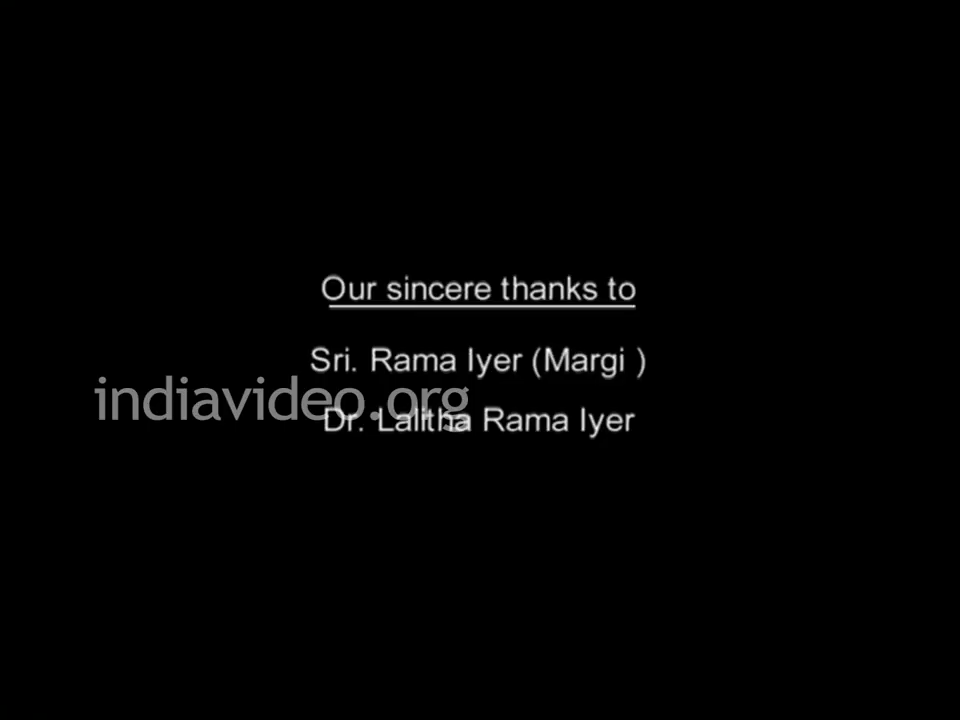 Our sincere thanks to
Sri. Rama Iyer (Margi )
indiavideo.org
Dr. Lalitha Rama Iyer